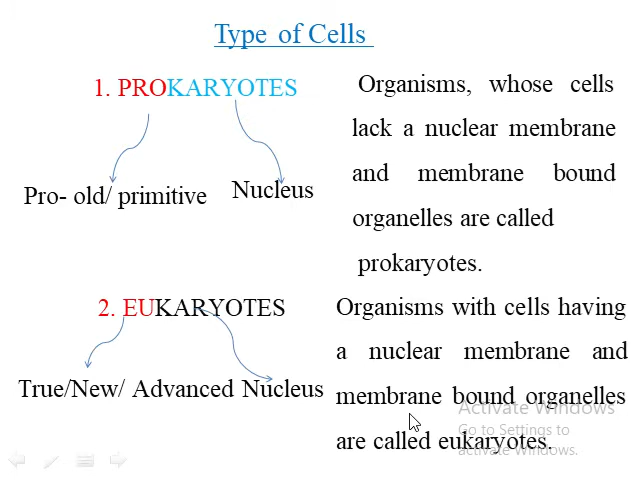 Type of Cells
1. PROKARYOTES
Pro- old/ primitive
Nucleus
Organisms, whose cells
lack a nuclear membrane
and membrane bound
organelles are called
prokaryotes.
2. EUKARYOTES
True/New/ Advanced Nucleus
Organisms with cells having
a nuclear membrane and
membrane bound organelles
are called eukaryotes.
Activate Windows
Go to Settings to
activate Windows.